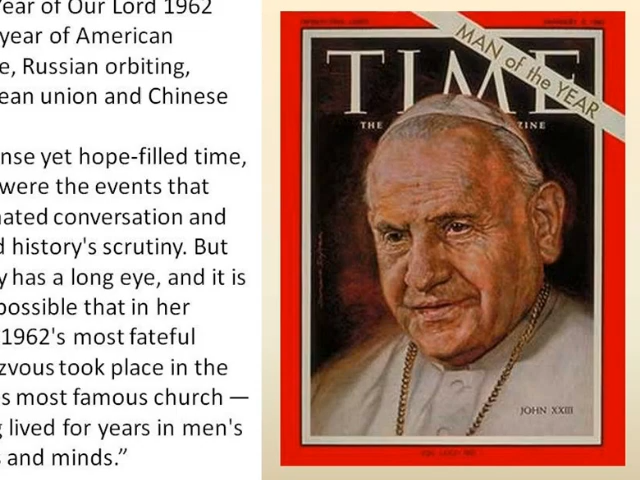 Year of Our Lord 1962
year of American
e, Russian orbiting,
ean union and Chinese
nse yet hope-filled time,
were the events that
nated conversation and
d history's scrutiny. But
y has a long eye, and it is
possible that in her
1962's most fateful
zvous took place in the
s most famous church —
g lived for years in men's
s and minds.”
MAN of the YEAR
TIME
THE
ZINE
JOHN XXIII